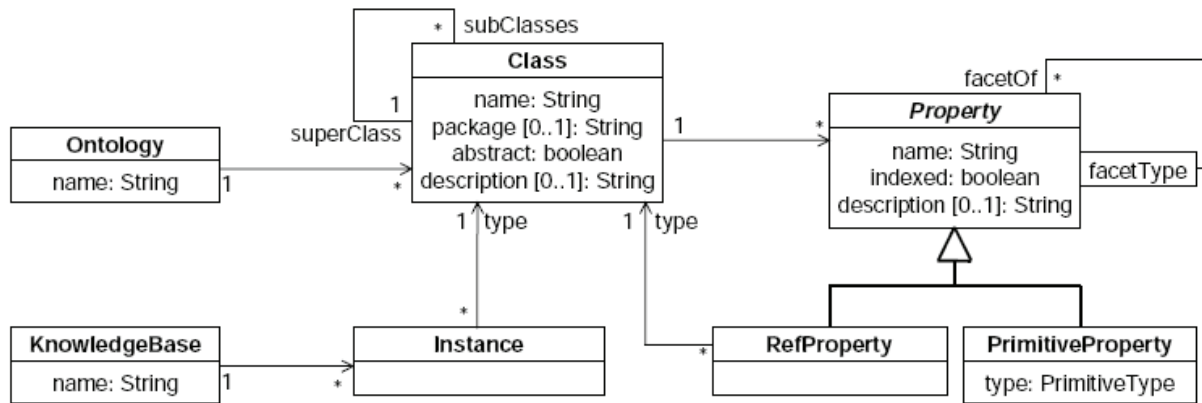 * subClasses
Class
name: String
package [0..1]: String
abstract: boolean
description [0..1]: String
1
superClass
Ontology
name: String
1
*
1
*
facetOf *
Property
name: String
indexed: boolean
description [0..1]: String
facetType
1 type
1 type
*
*
KnowledgeBase
name: String
1
*
Instance
RefProperty
PrimitiveProperty
type: PrimitiveType